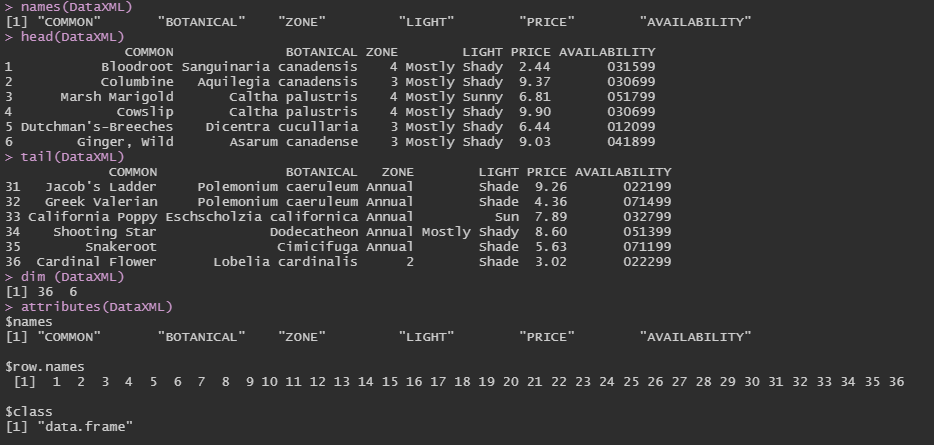 > names(DataXML)
[1] "COMMON"       "BOTANICAL"    "ZONE"         "LIGHT"        "PRICE"        "AVAILABILITY"
> head(DataXML)
               COMMON              BOTANICAL ZONE        LIGHT PRICE AVAILABILITY
1           Bloodroot Sanguinaria canadensis    4 Mostly Shady  2.44       031599
2           Columbine   Aquilegia canadensis    3 Mostly Shady  9.37       030699
3      Marsh Marigold       Caltha palustris    4 Mostly Sunny  6.81       051799
4             Cowslip       Caltha palustris    4 Mostly Shady  9.90       030699
5 Dutchman's-Breeches    Dicentra cucullaria    3 Mostly Shady  6.44       012099
6        Ginger, Wild       Asarum canadense    3 Mostly Shady  9.03       041899
> tail(DataXML)
             COMMON                BOTANICAL   ZONE        LIGHT PRICE AVAILABILITY
31   Jacob's Ladder     Polemonium caeruleum Annual        Shade  9.26       022199
32   Greek Valerian     Polemonium caeruleum Annual        Shade  4.36       071499
33 California Poppy Eschscholzia californica Annual          Sun  7.89       032799
34    Shooting Star              Dodecatheon Annual Mostly Shady  8.60       051399
35        Snakeroot               Cimicifuga Annual        Shade  5.63       071199
36  Cardinal Flower       Lobelia cardinalis      2        Shade  3.02       022299
> dim (DataXML)
[1] 36  6
> attributes(DataXML)
$names
[1] "COMMON"       "BOTANICAL"    "ZONE"         "LIGHT"        "PRICE"        "AVAILABILITY"
$row.names
 [1]  1  2  3  4  5  6  7  8  9 10 11 12 13 14 15 16 17 18 19 20 21 22 23 24 25 26 27 28 29 30 31 32 33 34 35 36
$class
[1] "data.frame"